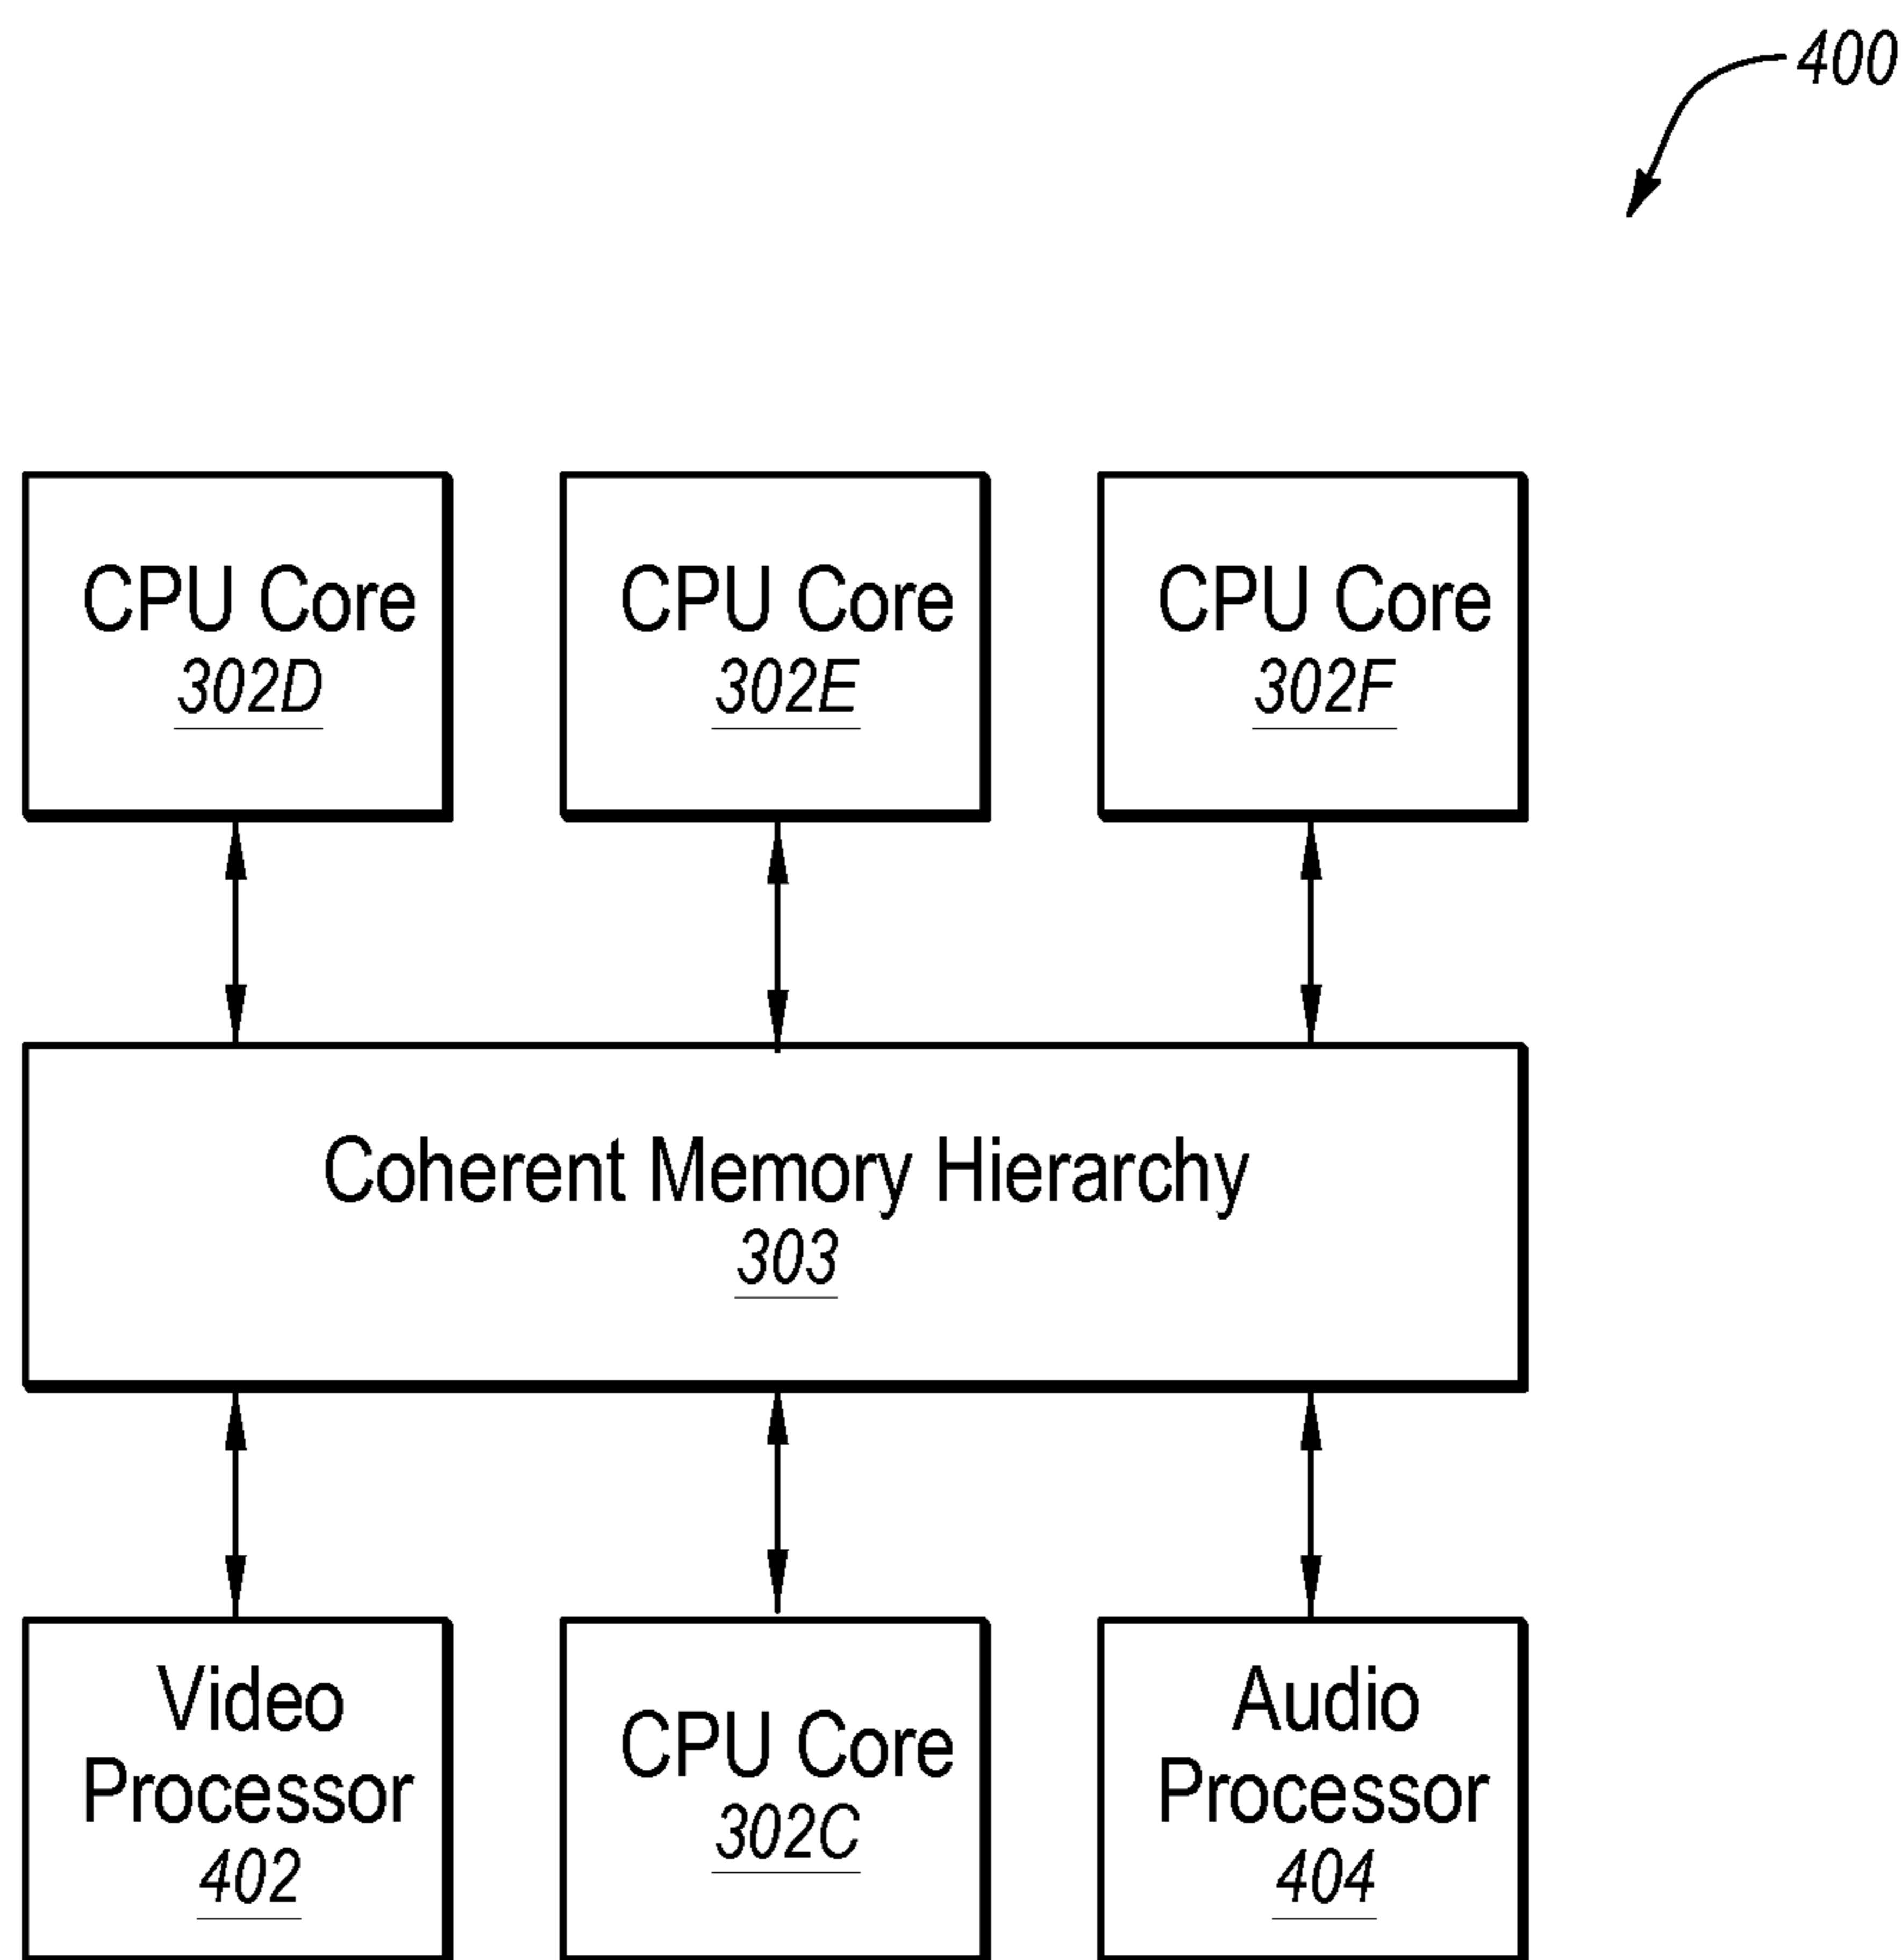 400
CPU Core
302D
CPU Core
302E
CPU Core
302F
Coherent Memory Hierarchy
303
Video
Processor
402
CPU Core
302C
Audio
Processor
404